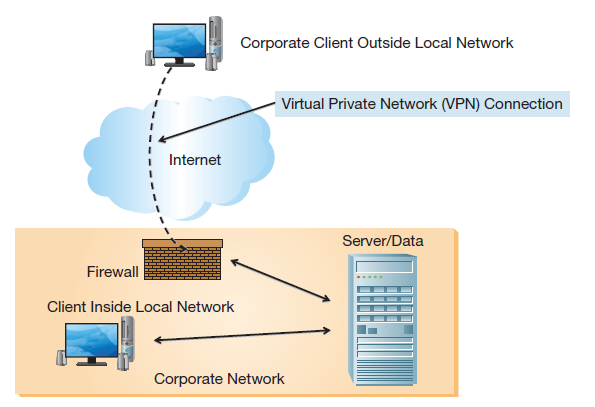 Corporate Client Outside Local Network
Virtual Private Network (VPN) Connection
Internet
Server/Data
Firewall
Client Inside Local Network
Corporate Network